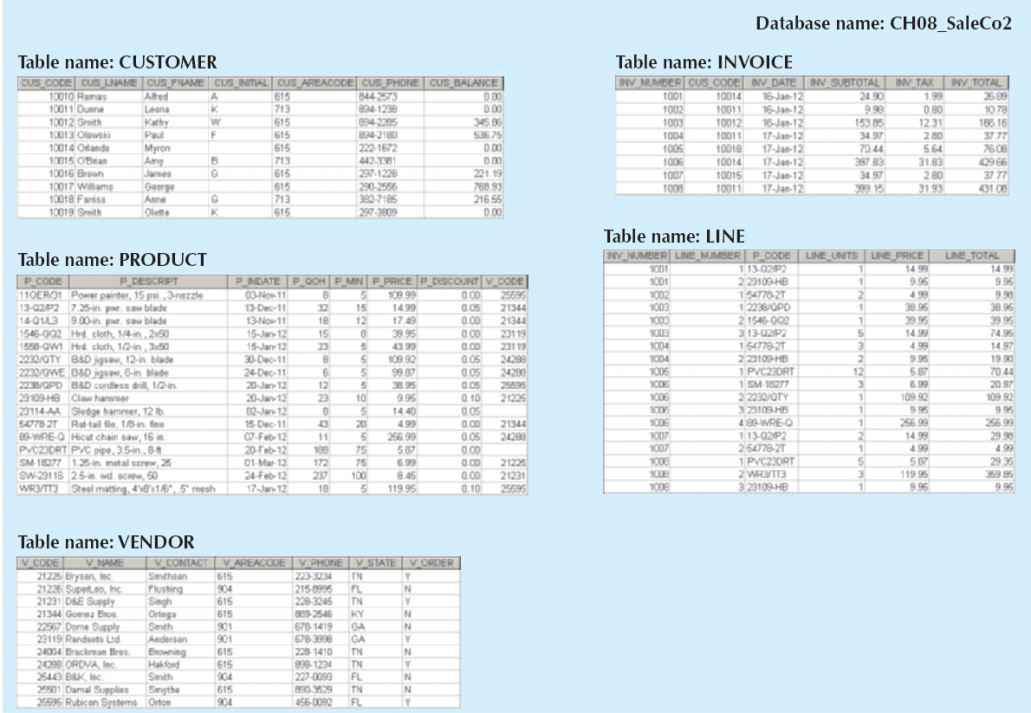 Database name: CH08_SaleCo2
Table name: CUSTOMER
CUS_CODE CUS_LNAME CUS_FNAME CUS_INITIAL CUS_AREACODE CUS_PHONE CUS_BALANCE
10010 Ramas Alfred A 615 844-2573 0.00
10011 Dunne Leona K 713 894-1238 0.00
10012 Smith Kathy W 615 894-2285 345.86
10013 Olowski Paul F 615 894-2180 536.75
10014 Orlando Myron 615 222-1672 0.00
10015 O'Brian Amy B 713 442-3381 0.00
10016 Brown James G 615 297-1228 221.19
10017 Williams George 615 290-2556 768.93
10018 Farriss Anne G 713 382-7185 216.55
10019 Smith Olette K 615 297-3809 0.00
Table name: INVOICE
INV_NUMBER CUS_CODE INV_DATE INV_SUBTOTAL INV_TAX INV_TOTAL
1001 10014 16-Jan-12 24.90 1.99 26.89
1002 10011 16-Jan-12 9.98 0.80 10.78
1003 10012 16-Jan-12 153.85 12.31 166.16
1004 10011 17-Jan-12 34.97 2.80 37.77
1005 10018 17-Jan-12 70.44 5.64 76.08
1006 10014 17-Jan-12 397.83 31.83 429.66
1007 10015 17-Jan-12 34.97 2.80 37.77
1008 10011 17-Jan-12 399.15 31.93 431.08
Table name: PRODUCT
P_CODE P_DESCRIPT P_INDATE P_QOH P_MIN P_PRICE P_DISCOUNT V_CODE
11QER/31 Power painter, 15 psi., 3-nozzle 03-Nov-11 8 5 109.99 0.00 25595
13-Q2/P2 7.25-in. pwr. saw blade 13-Dec-11 32 15 14.99 0.05 21344
14-Q1/L3 9.00-in. pwr. saw blade 13-Nov-11 18 12 17.49 0.00 21344
1546-QQ2 Hrd. cloth, 1/4-in., 2x50 15-Jan-12 15 8 39.95 0.00 23119
1558-QW1 Hrd. cloth, 1/2-in., 3x50 15-Jan-12 23 5 43.99 0.00 23119
2232/QTY B&D jigsaw, 12-in. blade 30-Dec-11 8 5 109.92 0.05 24288
2232/QWE B&D jigsaw, 8-in. blade 24-Dec-11 6 5 99.87 0.05 24288
2238/QPD B&D cordless drill, 1/2-in. 20-Jan-12 12 5 38.95 0.05 25595
23109-HB Claw hammer 20-Jan-12 23 10 9.95 0.10 21225
23114-AA Sledge hammer, 12 lb. 02-Jan-12 8 5 14.40 0.05
54778-2T Rat-tail file, 1/8-in. fine 15-Dec-11 43 20 4.99 0.00 21344
89-WRE-Q Hicut chain saw, 16 in. 07-Feb-12 11 5 256.99 0.05 24288
PVC23DRT PVC pipe, 3.5-in., 8-ft 20-Feb-12 188 75 5.87 0.00
SM-18277 1.25-in. metal screw, 25 01-Mar-12 172 75 6.99 0.00 21225
SW-23116 2.5-in. wd. screw, 50 24-Feb-12 237 100 8.45 0.00 21231
WR3/TT3 Steel matting, 4'x8'x1/6", .5" mesh 17-Jan-12 18 5 119.95 0.10 25595
Table name: LINE
INV_NUMBER LINE_NUMBER P_CODE LINE_UNITS LINE_PRICE LINE_TOTAL
1001 1 13-Q2/P2 1 14.99 14.99
1001 2 23109-HB 1 9.95 9.95
1002 1 54778-2T 2 4.99 9.98
1003 1 2238/QPD 1 38.95 38.95
1003 2 1546-QQ2 1 39.95 39.95
1003 3 13-Q2/P2 5 14.99 74.95
1004 1 54778-2T 3 4.99 14.97
1004 2 23109-HB 2 9.95 19.90
1005 1 PVC23DRT 12 5.87 70.44
1006 1 SM-18277 3 6.99 20.97
1006 2 2232/QTY 1 109.92 109.92
1006 3 23109-HB 1 9.95 9.95
1006 4 89-WRE-Q 1 256.99 256.99
1007 1 13-Q2/P2 2 14.99 29.98
1007 2 54778-2T 1 4.99 4.99
1008 1 PVC23DRT 5 5.87 29.35
1008 2 WR3/TT3 3 119.95 359.85
1008 3 23109-HB 1 9.95 9.95
Table name: VENDOR
V_CODE V_NAME V_CONTACT V_AREACODE V_PHONE V_STATE V_ORDER
21225 Bryson, Inc. Smithson 615 223-3234 TN Y
21226 SuperLoo, Inc. Flushing 904 215-8995 FL N
21231 D&E Supply Singh 615 228-3245 TN Y
21344 Gomez Bros. Ortega 615 889-2546 KY N
22567 Dome Supply Smith 901 678-1419 GA N
23119 Randsets Ltd. Anderson 901 678-3998 GA Y
24004 Brackman Bros. Browning 615 228-1410 TN N
24288 ORDVA, Inc. Hakford 615 898-1234 TN Y
25443 B&K, Inc. Smith 904 227-0093 FL N
25501 Damal Supplies Smythe 615 890-3529 TN N
25595 Rubicon Systems Orton 904 456-0092 FL Y